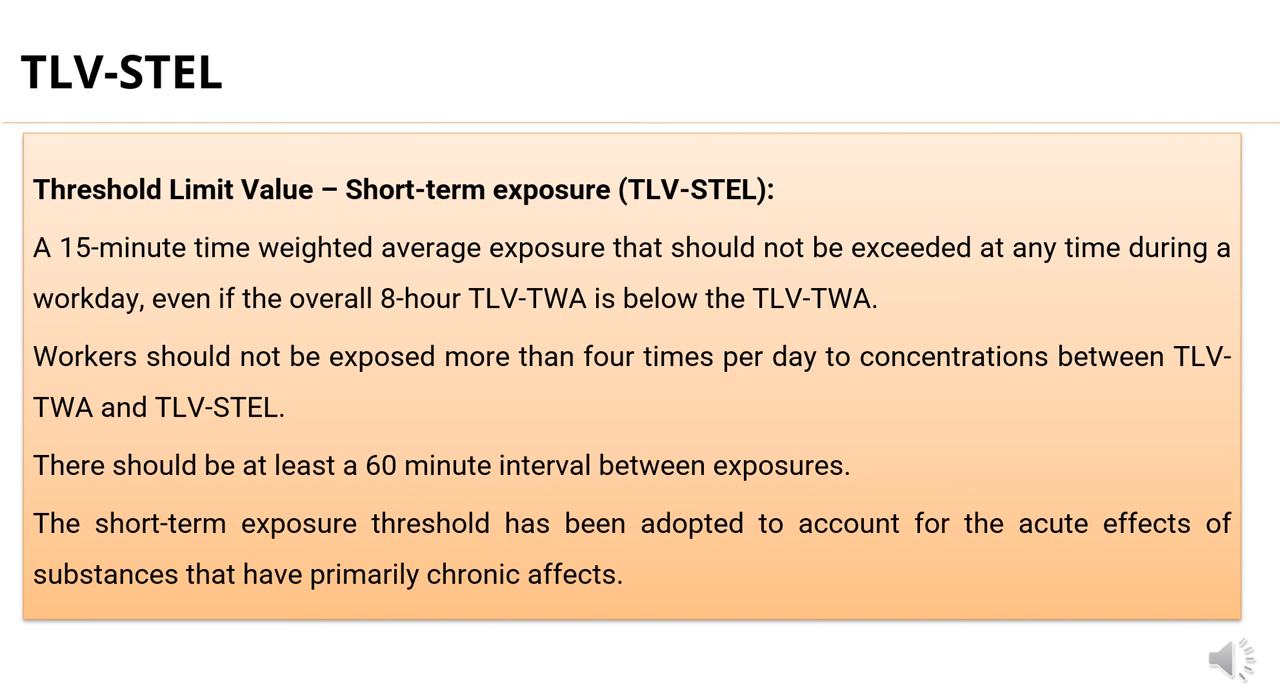 TLV-STEL
Threshold Limit Value – Short-term exposure (TLV-STEL):
A 15-minute time weighted average exposure that should not be exceeded at any time during a
workday, even if the overall 8-hour TLV-TWA is below the TLV-TWA.
Workers should not be exposed more than four times per day to concentrations between TLV-
TWA and TLV-STEL.
There should be at least a 60 minute interval between exposures.
The short-term exposure threshold has been adopted to account for the acute effects of
substances that have primarily chronic affects.